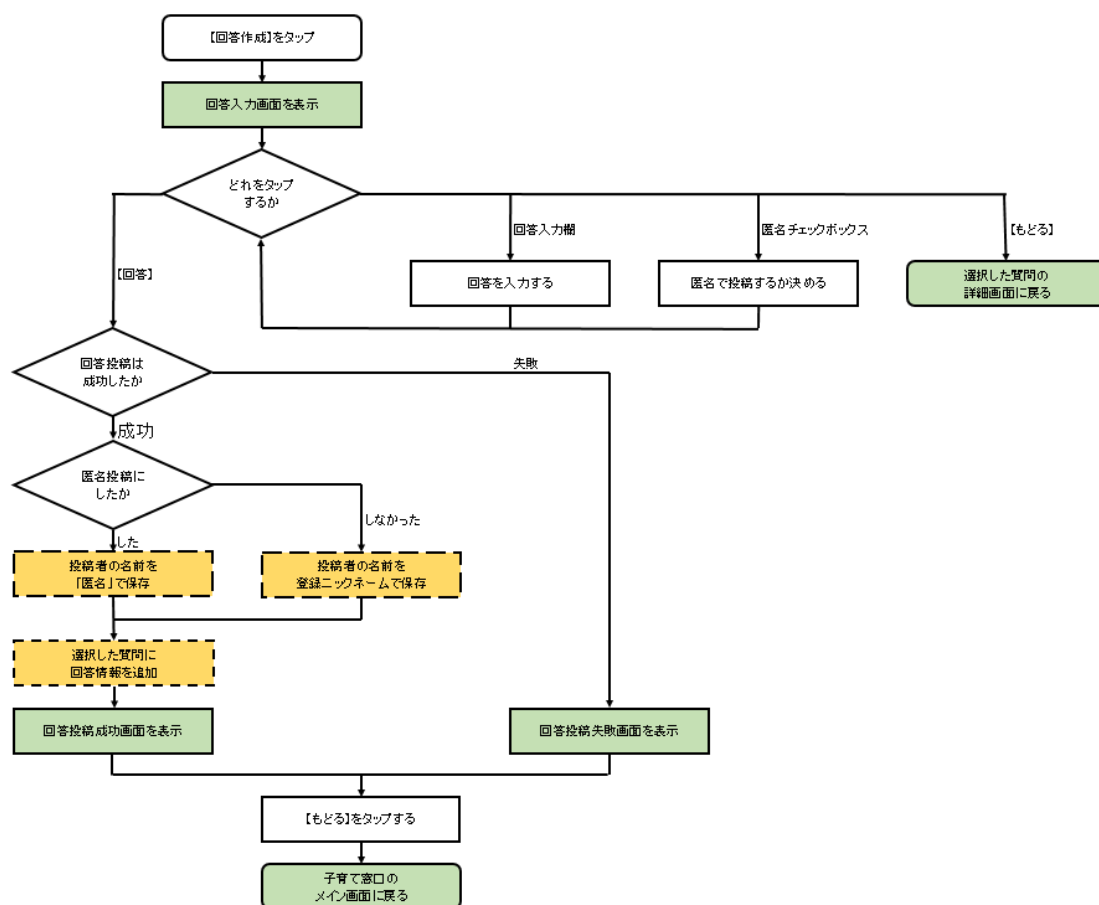 【回答作成】をタップ
回答入力画面を表示
どれをタップ
するか
回答入力欄
匿名チェックボックス
【もどる】
【回答】
回答を入力する
匿名で投稿するか決める
選択した質問の
詳細画面に戻る
回答投稿は
成功したか
失敗
成功
匿名投稿に
したか
しなかった
した
投稿者の名前を
「匿名」で保存
投稿者の名前を
登録ニックネームで保存
選択した質問に
回答情報を追加
回答投稿成功画面を表示
回答投稿失敗画面を表示
【もどる】をタップする
子育て窓口の
メイン画面に戻る